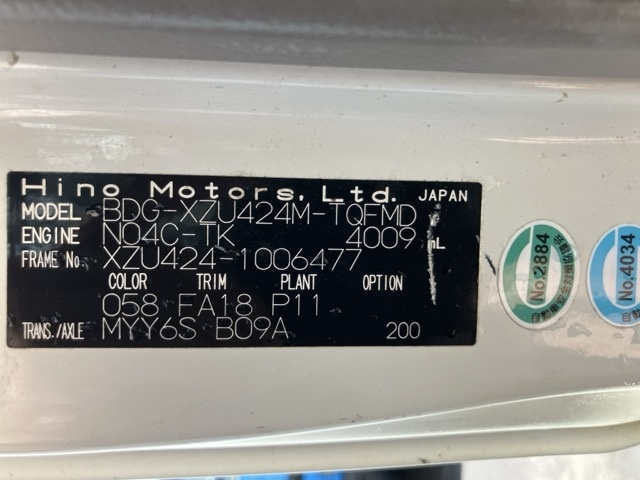 Hino Motors, Ltd. JAPAN
MODEL BDG-XZU424M-TQFMD
ENGINE N04C-TK 4009 mL
FRAME No. XZU424-1006477
COLOR TRIM PLANT OPTION
058 FA18 P11
TRANS./AXLE MYY6S B09A 200
No.2884
No.4034